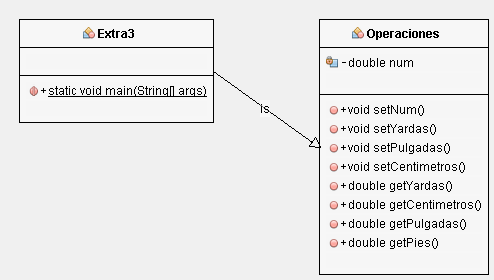 Extra3
+ static void main(String[] args)
Is
Operaciones
- double num
+ void setNum()
+ void setYardas()
+ void setPulgadas()
+ void setCentimetros()
+ double getYardas()
+ double getCentimetros()
+ double getPulgadas()
+ double getPies()